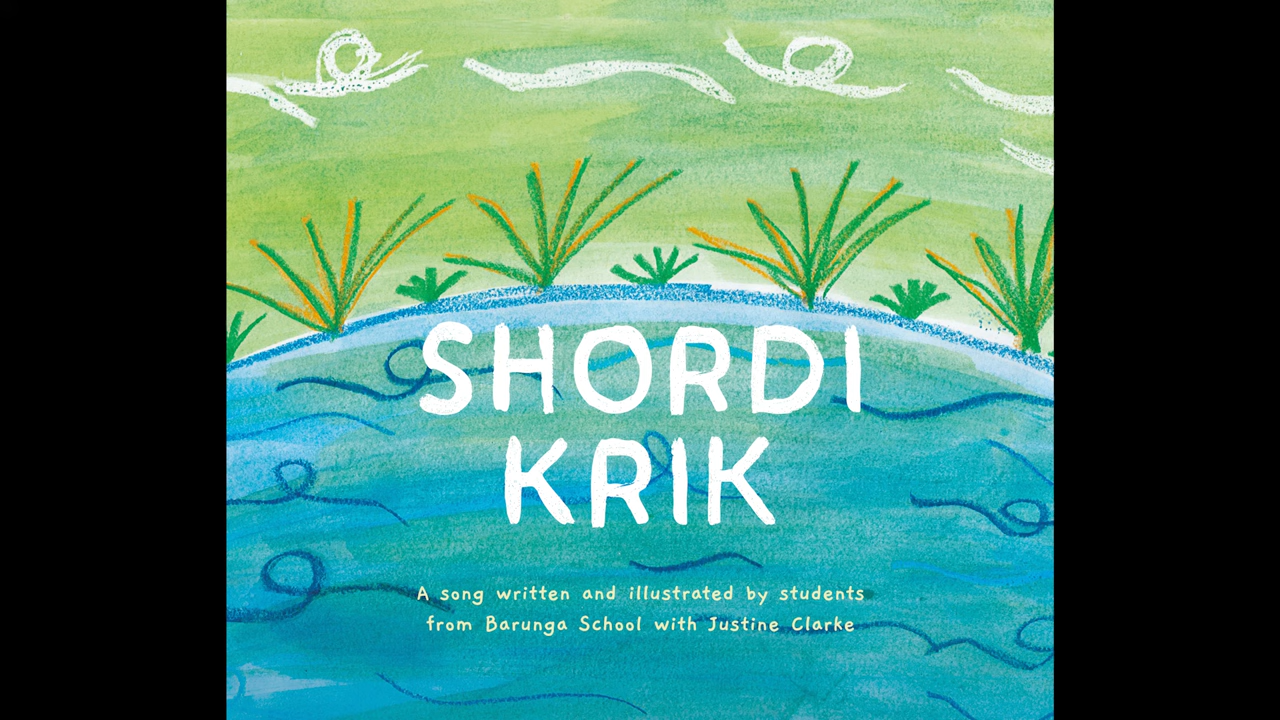 SHORDI
KRIK
A song written and illustrated by students
from Barunga School with Justine Clarke